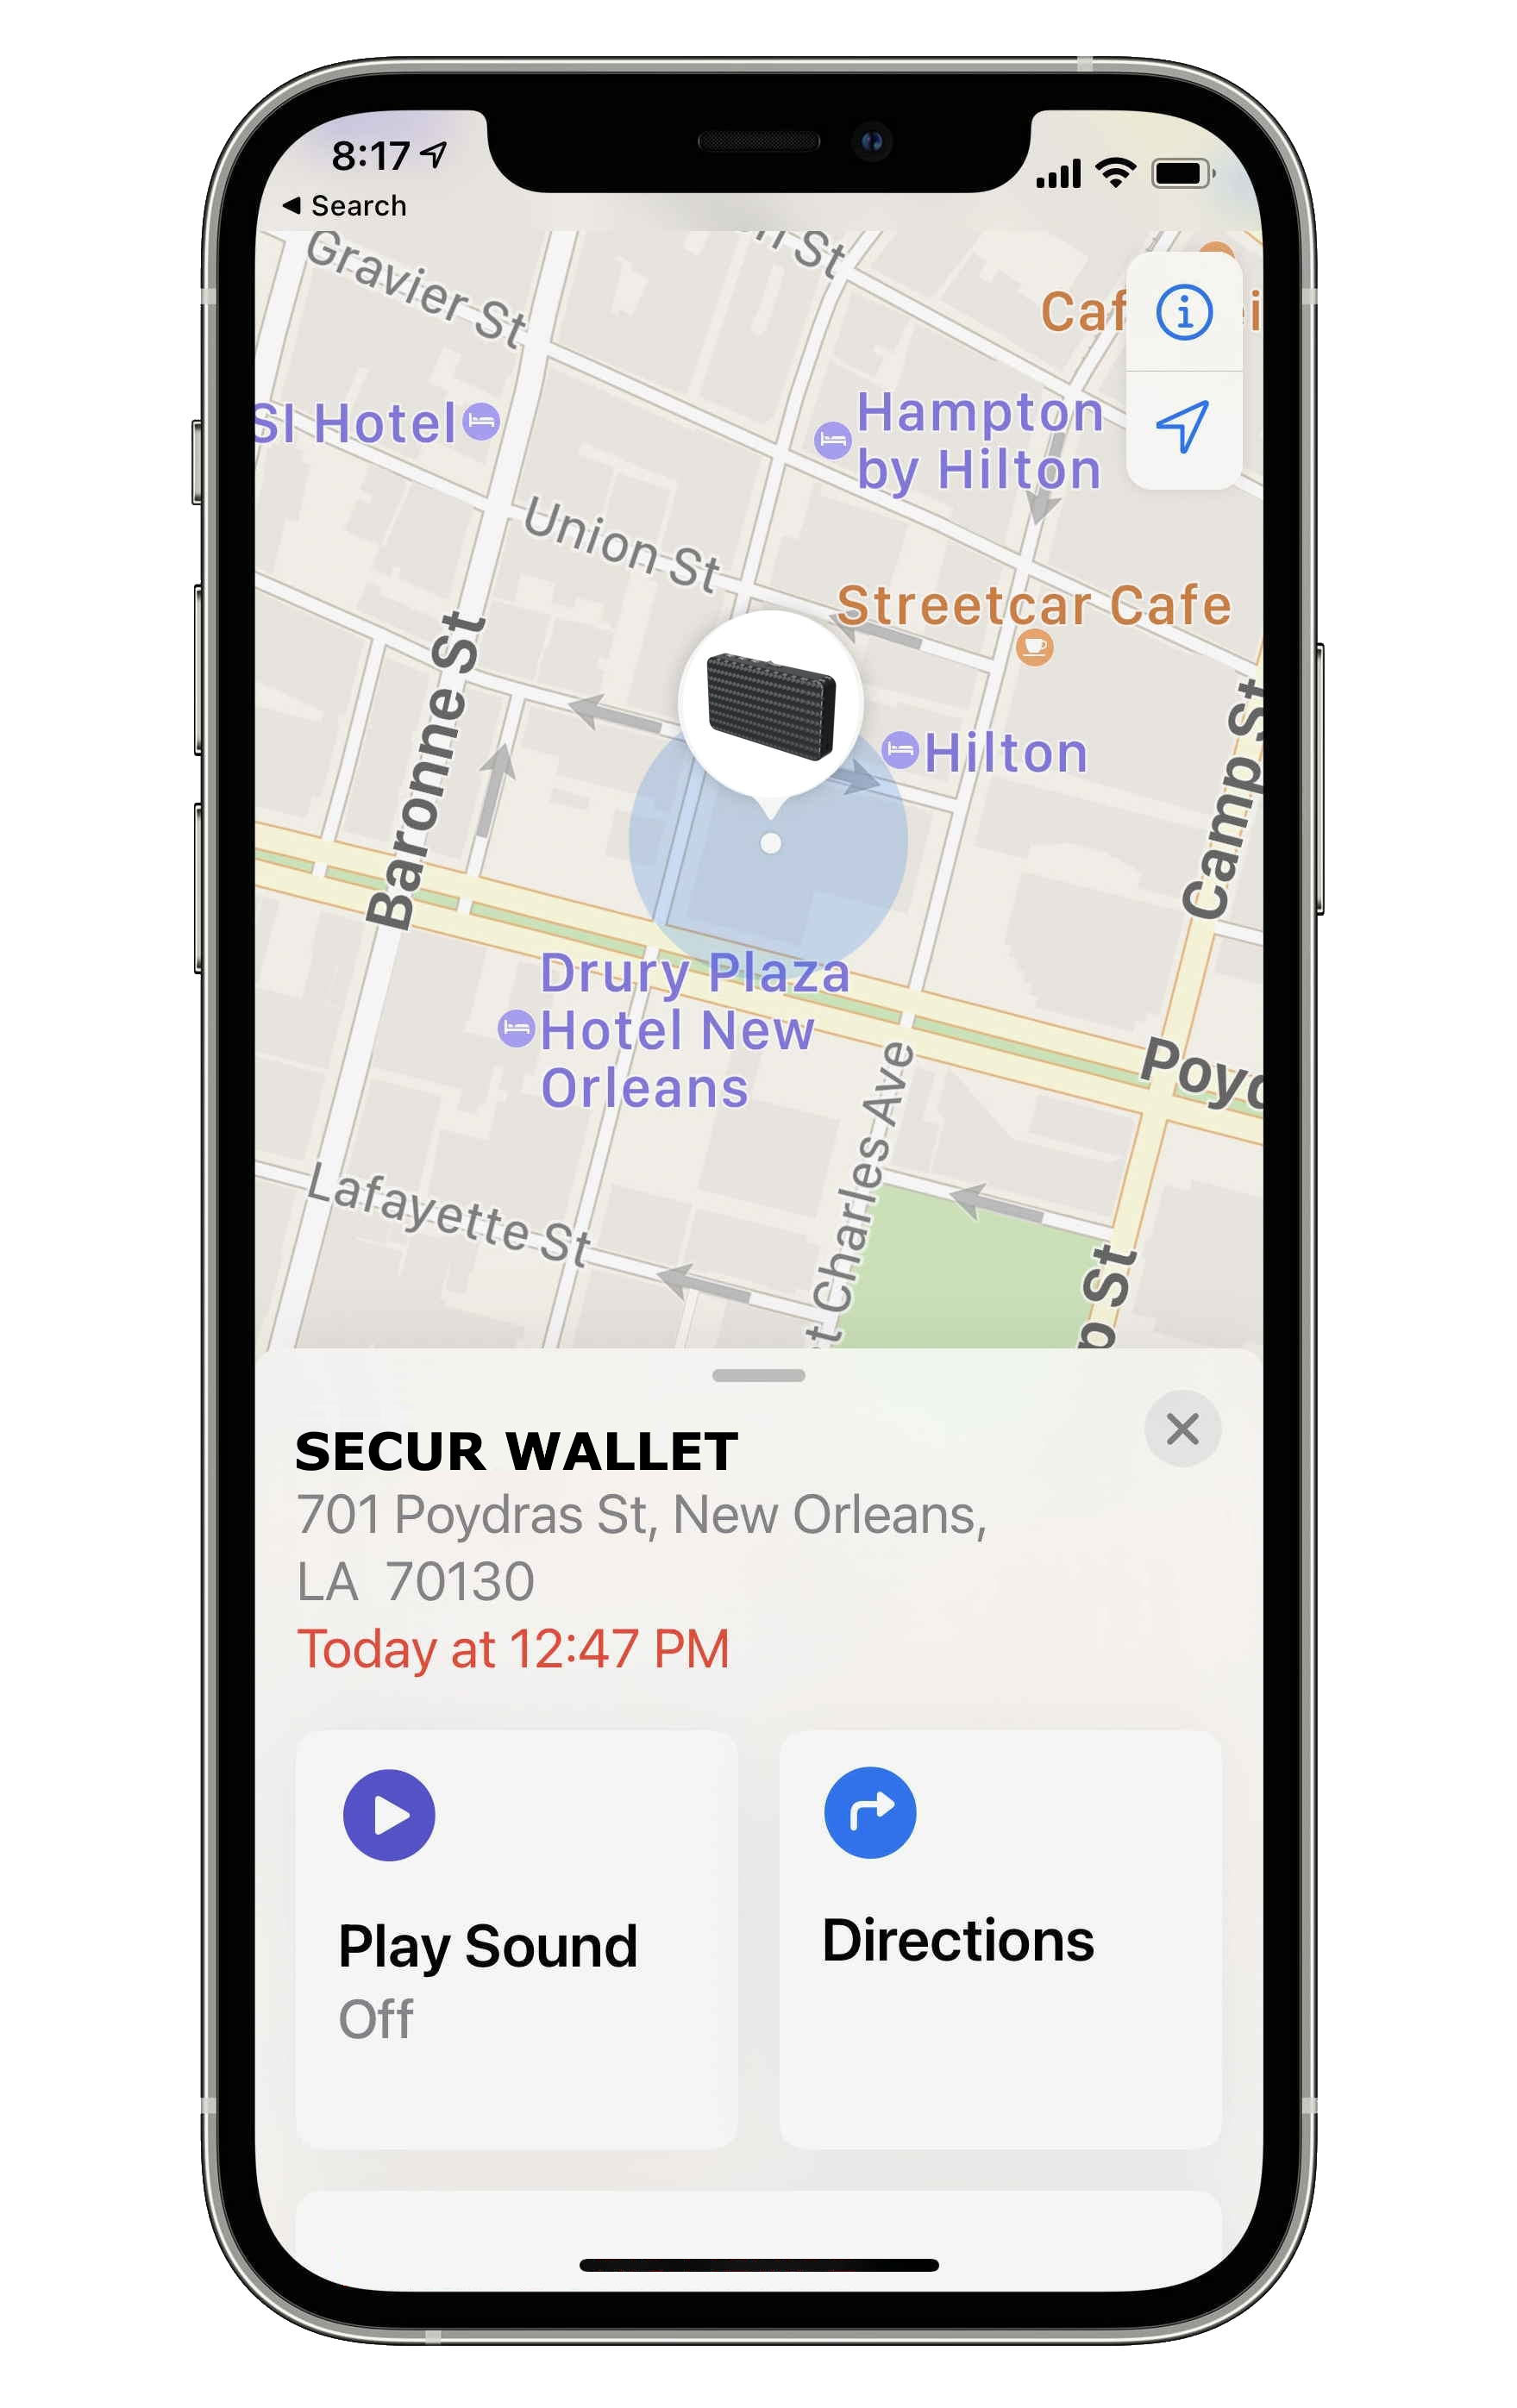 8:17
Search
Gravier St
n St
Caf
i
SI Hotel
Hampton
by Hilton
Union St
Streetcar Cafe
Baronne St
Hilton
Camp St
Drury Plaza
Hotel New
Orleans
Poyd
St Charles Ave
Lafayette St
p St
SECUR WALLET
701 Poydras St, New Orleans,
LA 70130
Today at 12:47 PM
Play Sound
Off
Directions